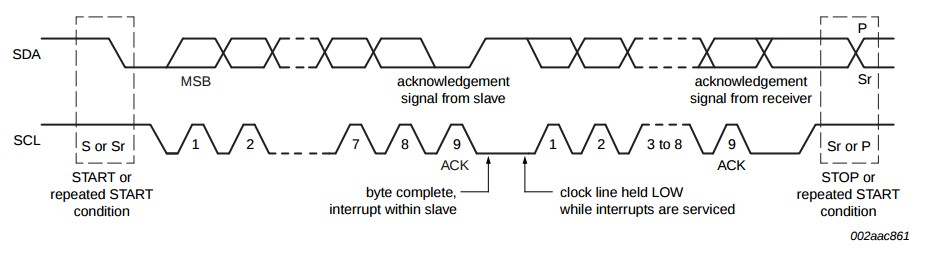 SDA
P
MSB
acknowledgement
signal from slave
acknowledgement
signal from receiver
Sr
SCL
S or Sr
1
2
7
8
9
1
2
3 to 8
9
Sr or P
ACK
ACK
START or
repeated START
condition
byte complete,
interrupt within slave
clock line held LOW
while interrupts are serviced
STOP or
repeated START
condition
002aac861